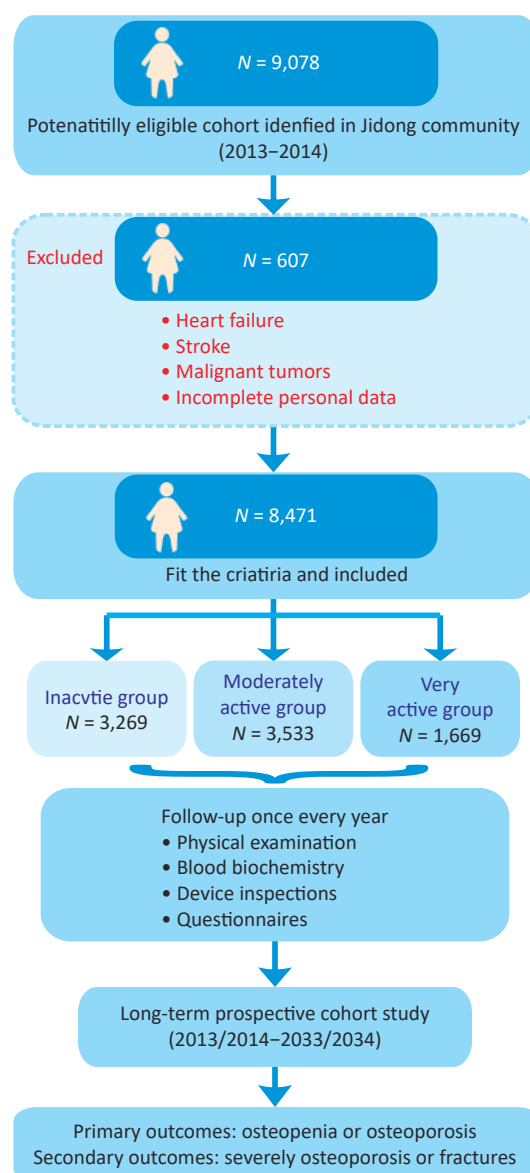 N = 9,078
Potenatitilly eligible cohort idenfied in Jidong community
(2013−2014)
Excluded
N = 607
• Heart failure
• Stroke
• Malignant tumors
• Incomplete personal data
N = 8,471
Fit the criatiria and included
Inacvtie group
N = 3,269
Moderately
active group
N = 3,533
Very
active group
N = 1,669
Follow-up once every year
• Physical examination
• Blood biochemistry
• Device inspections
• Questionnaires
Long-term prospective cohort study
(2013/2014−2033/2034)
Primary outcomes: osteopenia or osteoporosis
Secondary outcomes: severely osteoporosis or fractures